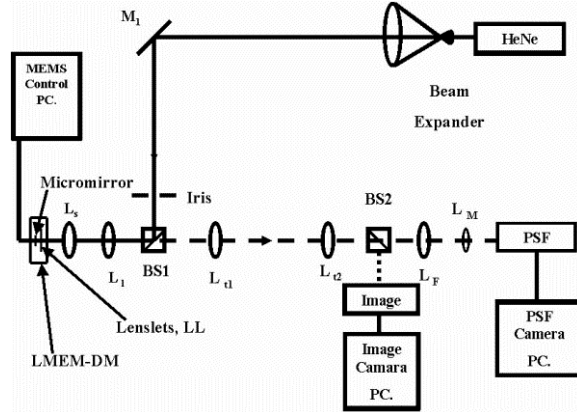 M1
HeNe
MEMS
Control
PC.
Beam
Expander
Micromirror
Iris
Ls
BS2
LM
L1
BS1
Lt1
Lt2
LF
PSF
Lenslets, LL
Image
LMEM-DM
Image
Camara
PC.
PSF
Camera
PC.